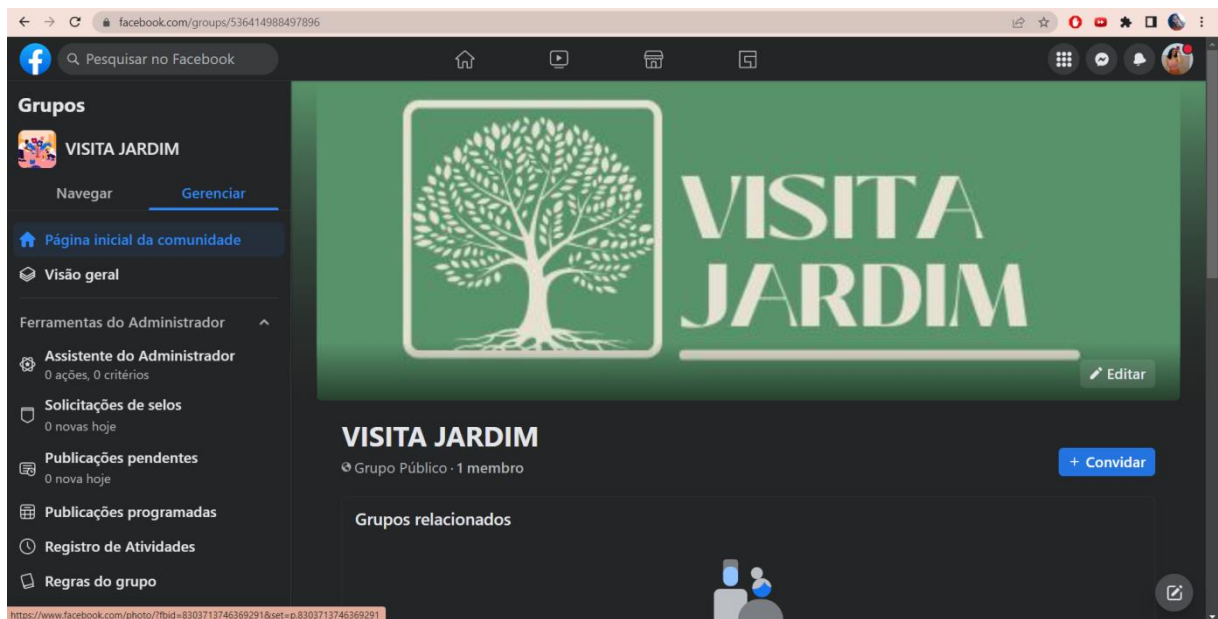 facebook.com/groups/536414988497896
Pesquisar no Facebook
Grupos
VISITA JARDIM
Navegar
Gerenciar
Página inicial da comunidade
Visão geral
Ferramentas do Administrador
Assistente do Administrador
0 ações, 0 critérios
Solicitações de selos
0 novas hoje
Publicações pendentes
0 nova hoje
Publicações programadas
Registro de Atividades
Regras do grupo
https://www.facebook.com/photo/?fbid=8303713746369291&set=p.8303713746369291
VISITA
JARDIM
Editar
VISITA JARDIM
Grupo Público · 1 membro
+ Convidar
Grupos relacionados